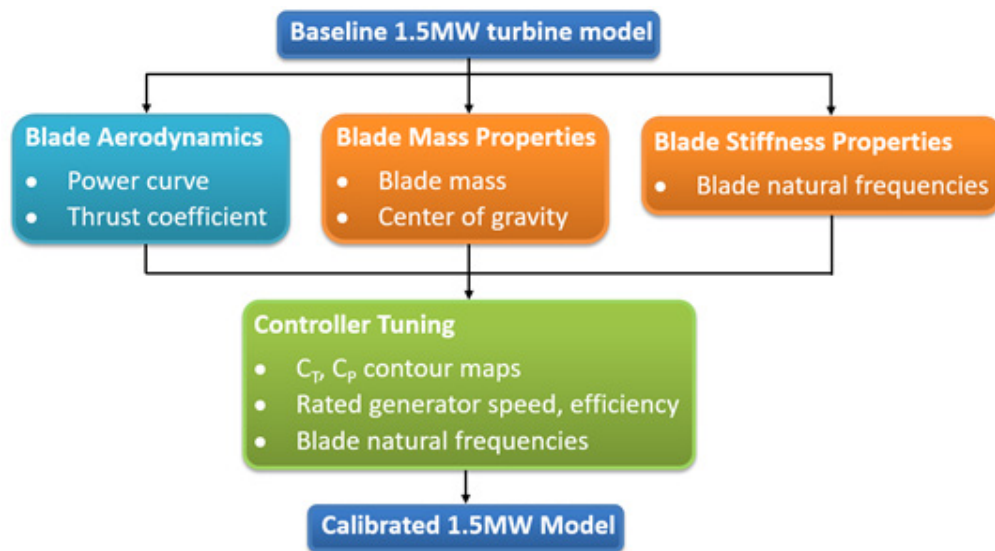 Baseline 1.5MW turbine model
Blade Aerodynamics
• Power curve
• Thrust coefficient
Blade Mass Properties
• Blade mass
• Center of gravity
Blade Stiffness Properties
• Blade natural frequencies
Controller Tuning
• C_T, C_P contour maps
• Rated generator speed, efficiency
• Blade natural frequencies
Calibrated 1.5MW Model